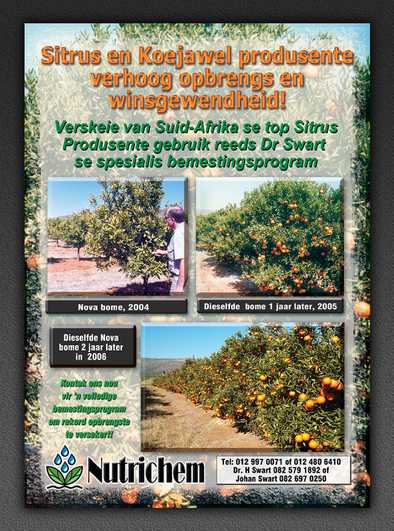 Sitrus en Koejawel produsente
verhoog opbrengs en
winsgewendheid!
Verskeie van Suid-Afrika se top Sitrus
Produsente gebruik reeds Dr Swart
se spesialis bemestingsprogram
Nova bome, 2004
Dieselfde bome 1 jaar later, 2005
Dieselfde Nova
bome 2 jaar later
in 2006
Kontak ons nou
vir 'n volledige
bemestingsprogram
om rekord opbrengste
te verseker!!
Nutrichem
Tel: 012 997 0071 of 012 480 6410
Dr. H Swart 082 579 1892 of
Johan Swart 082 697 0250